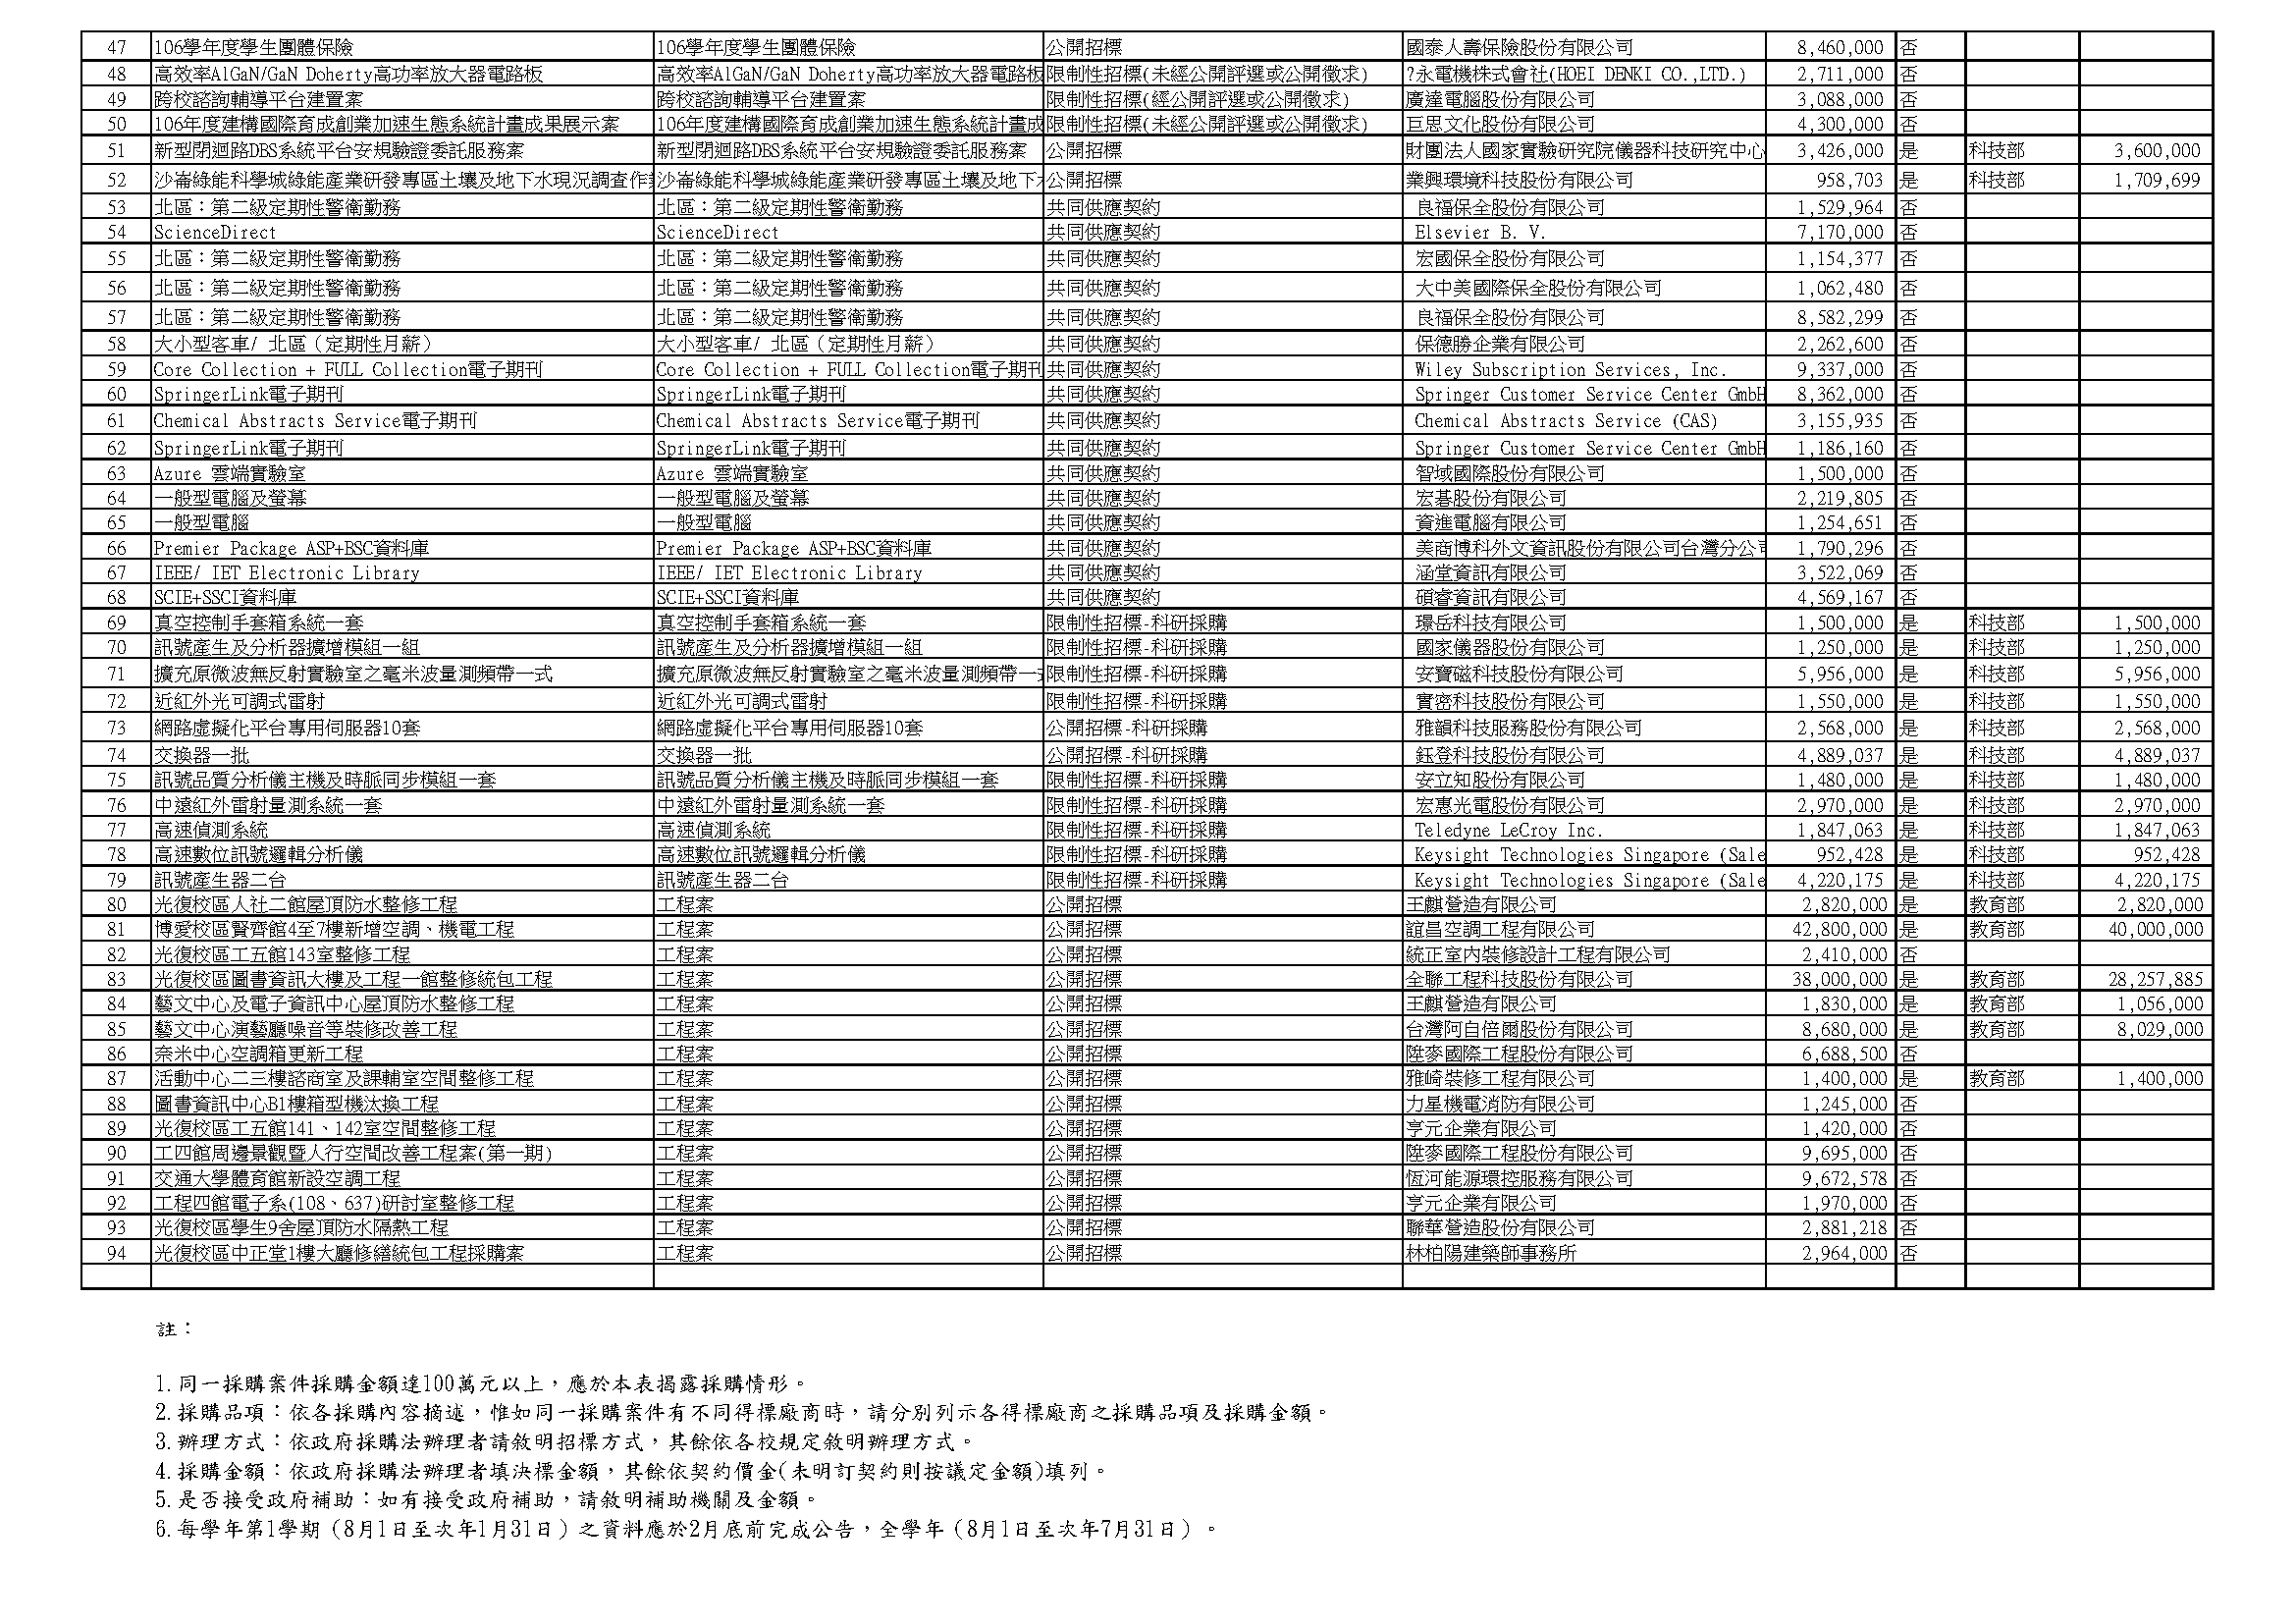 47 106學年度學生團體保險 106學年度學生團體保險 公開招標 國泰人壽保險股份有限公司 8,460,000 否
48 高效率AlGaN/GaN Doherty高功率放大器電路板 高效率AlGaN/GaN Doherty高功率放大器電路板 限制性招標(未經公開評選或公開徵求) ?永電機株式會社(HOEI DENKI CO.,LTD.) 2,711,000 否
49 跨校諮詢輔導平台建置案 跨校諮詢輔導平台建置案 限制性招標(經公開評選或公開徵求) 廣達電腦股份有限公司 3,088,000 否
50 106年度建構國際育成創業加速生態系統計畫成果展示案 106年度建構國際育成創業加速生態系統計畫成 限制性招標(未經公開評選或公開徵求) 巨思文化股份有限公司 4,300,000 否
51 新型閉迴路DBS系統平台安規驗證委託服務案 新型閉迴路DBS系統平台安規驗證委託服務案 公開招標 財團法人國家實驗研究院儀器科技研究中心 3,426,000 是 科技部 3,600,000
52 沙崙綠能科學城綠能產業研發專區土壤及地下水現況調查作 沙崙綠能科學城綠能產業研發專區土壤及地下 公開招標 業興環境科技股份有限公司 958,703 是 科技部 1,709,699
53 北區：第二級定期性警衛勤務 北區：第二級定期性警衛勤務 共同供應契約 良福保全股份有限公司 1,529,964 否
54 ScienceDirect ScienceDirect 共同供應契約 Elsevier B. V. 7,170,000 否
55 北區：第二級定期性警衛勤務 北區：第二級定期性警衛勤務 共同供應契約 宏國保全股份有限公司 1,154,377 否
56 北區：第二級定期性警衛勤務 北區：第二級定期性警衛勤務 共同供應契約 大中美國際保全股份有限公司 1,062,480 否
57 北區：第二級定期性警衛勤務 北區：第二級定期性警衛勤務 共同供應契約 良福保全股份有限公司 8,582,299 否
58 大小型客車/ 北區（定期性月薪） 大小型客車/ 北區（定期性月薪） 共同供應契約 保德勝企業有限公司 2,262,600 否
59 Core Collection + FULL Collection電子期刊 Core Collection + FULL Collection電子期刊 共同供應契約 Wiley Subscription Services, Inc. 9,337,000 否
60 SpringerLink電子期刊 SpringerLink電子期刊 共同供應契約 Springer Customer Service Center GmbH 8,362,000 否
61 Chemical Abstracts Service電子期刊 Chemical Abstracts Service電子期刊 共同供應契約 Chemical Abstracts Service (CAS) 3,155,935 否
62 SpringerLink電子期刊 SpringerLink電子期刊 共同供應契約 Springer Customer Service Center GmbH 1,186,160 否
63 Azure 雲端實驗室 Azure 雲端實驗室 共同供應契約 智域國際股份有限公司 1,500,000 否
64 一般型電腦及螢幕 一般型電腦及螢幕 共同供應契約 宏碁股份有限公司 2,219,805 否
65 一般型電腦 一般型電腦 共同供應契約 資進電腦有限公司 1,254,651 否
66 Premier Package ASP+BSC資料庫 Premier Package ASP+BSC資料庫 共同供應契約 美商博科外文資訊股份有限公司台灣分公司 1,790,296 否
67 IEEE/ IET Electronic Library IEEE/ IET Electronic Library 共同供應契約 涵堂資訊有限公司 3,522,069 否
68 SCIE+SSCI資料庫 SCIE+SSCI資料庫 共同供應契約 碩睿資訊有限公司 4,569,167 否
69 真空控制手套箱系統一套 真空控制手套箱系統一套 限制性招標-科研採購 環岳科技有限公司 1,500,000 是 科技部 1,500,000
70 訊號產生及分析器擴增模組一組 訊號產生及分析器擴增模組一組 限制性招標-科研採購 國家儀器股份有限公司 1,250,000 是 科技部 1,250,000
71 擴充原微波無反射實驗室之毫米波量測頻帶一式 擴充原微波無反射實驗室之毫米波量測頻帶一 限制性招標-科研採購 安寶磁科技股份有限公司 5,956,000 是 科技部 5,956,000
72 近紅外光可調式雷射 近紅外光可調式雷射 限制性招標-科研採購 實密科技股份有限公司 1,550,000 是 科技部 1,550,000
73 網路虛擬化平台專用伺服器10套 網路虛擬化平台專用伺服器10套 公開招標-科研採購 雅韻科技服務股份有限公司 2,568,000 是 科技部 2,568,000
74 交換器一批 交換器一批 公開招標-科研採購 鈺登科技股份有限公司 4,889,037 是 科技部 4,889,037
75 訊號品質分析儀主機及時脈同步模組一套 訊號品質分析儀主機及時脈同步模組一套 限制性招標-科研採購 安立知股份有限公司 1,480,000 是 科技部 1,480,000
76 中遠紅外雷射量測系統一套 中遠紅外雷射量測系統一套 限制性招標-科研採購 宏惠光電股份有限公司 2,970,000 是 科技部 2,970,000
77 高速偵測系統 高速偵測系統 限制性招標-科研採購 Teledyne LeCroy Inc. 1,847,063 是 科技部 1,847,063
78 高速數位訊號邏輯分析儀 高速數位訊號邏輯分析儀 限制性招標-科研採購 Keysight Technologies Singapore (Sale 952,428 是 科技部 952,428
79 訊號產生器二台 訊號產生器二台 限制性招標-科研採購 Keysight Technologies Singapore (Sale 4,220,175 是 科技部 4,220,175
80 光復校區人社二館屋頂防水整修工程 工程案 公開招標 王麒營造有限公司 2,820,000 是 教育部 2,820,000
81 博愛校區賢齊館4至7樓新增空調、機電工程 工程案 公開招標 誼昌空調工程有限公司 42,800,000 是 教育部 40,000,000
82 光復校區工五館143室整修工程 工程案 公開招標 統正室內裝修設計工程有限公司 2,410,000 否
83 光復校區圖書資訊大樓及工程一館整修統包工程 工程案 公開招標 全聯工程科技股份有限公司 38,000,000 是 教育部 28,257,885
84 藝文中心及電子資訊中心屋頂防水整修工程 工程案 公開招標 王麒營造有限公司 1,830,000 是 教育部 1,056,000
85 藝文中心演藝廳噪音等裝修改善工程 工程案 公開招標 台灣阿自倍爾股份有限公司 8,680,000 是 教育部 8,029,000
86 奈米中心空調箱更新工程 工程案 公開招標 陞麥國際工程股份有限公司 6,688,500 否
87 活動中心二三樓諮商室及課輔室空間整修工程 工程案 公開招標 雅崎裝修工程有限公司 1,400,000 是 教育部 1,400,000
88 圖書資訊中心B1樓箱型機汰換工程 工程案 公開招標 力星機電消防有限公司 1,245,000 否
89 光復校區工五館141、142室空間整修工程 工程案 公開招標 亨元企業有限公司 1,420,000 否
90 工四館周邊景觀暨人行空間改善工程案(第一期) 工程案 公開招標 陞麥國際工程股份有限公司 9,695,000 否
91 交通大學體育館新設空調工程 工程案 公開招標 恆河能源環控服務有限公司 9,672,578 否
92 工程四館電子系(108、637)研討室整修工程 工程案 公開招標 亨元企業有限公司 1,970,000 否
93 光復校區學生9舍屋頂防水隔熱工程 工程案 公開招標 聯華營造股份有限公司 2,881,218 否
94 光復校區中正堂1樓大廳修繕統包工程採購案 工程案 公開招標 林柏陽建築師事務所 2,964,000 否
註：
1.同一採購案件採購金額達100萬元以上，應於本表揭露採購情形。
2.採購品項：依各採購內容摘述，惟如同一採購案件有不同得標廠商時，請分別列示各得標廠商之採購品項及採購金額。
3.辦理方式：依政府採購法辦理者請敘明招標方式，其餘依各校規定敘明辦理方式。
4.採購金額：依政府採購法辦理者填決標金額，其餘依契約價金(未明訂契約則按議定金額)填列。
5.是否接受政府補助：如有接受政府補助，請敘明補助機關及金額。
6.每學年第1學期（8月1日至次年1月31日）之資料應於2月底前完成公告，全學年（8月1日至次年7月31日）。